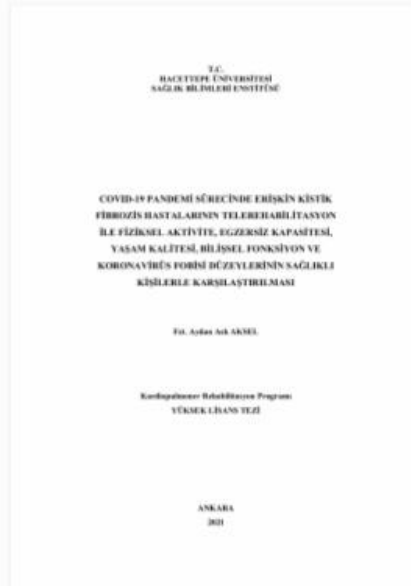 T.C.
HACETTEPE ÜNİVERSİTESİ
SAĞLIK BİLİMLERİ ENSTİTÜSÜ
COVID-19 PANDEMİ SÜRECİNDE ERİŞKİN KİSTİK
FİBROZİS HASTALARININ TELEREHABİLİTASYON
İLE FİZİKSEL AKTİVİTE, EGZERSİZ KAPASİTESİ,
YAŞAM KALİTESİ, BİLİŞSEL FONKSİYON VE
KORONAVİRÜS FOBİSİ DÜZEYLERİNİN SAĞLIKLI
KİŞİLERLE KARŞILAŞTIRILMASI
Fzt. Aslı AKSEL
Kardiopulmoner Rehabilitasyon Programı
YÜKSEK LİSANS TEZİ
ANKARA
2021